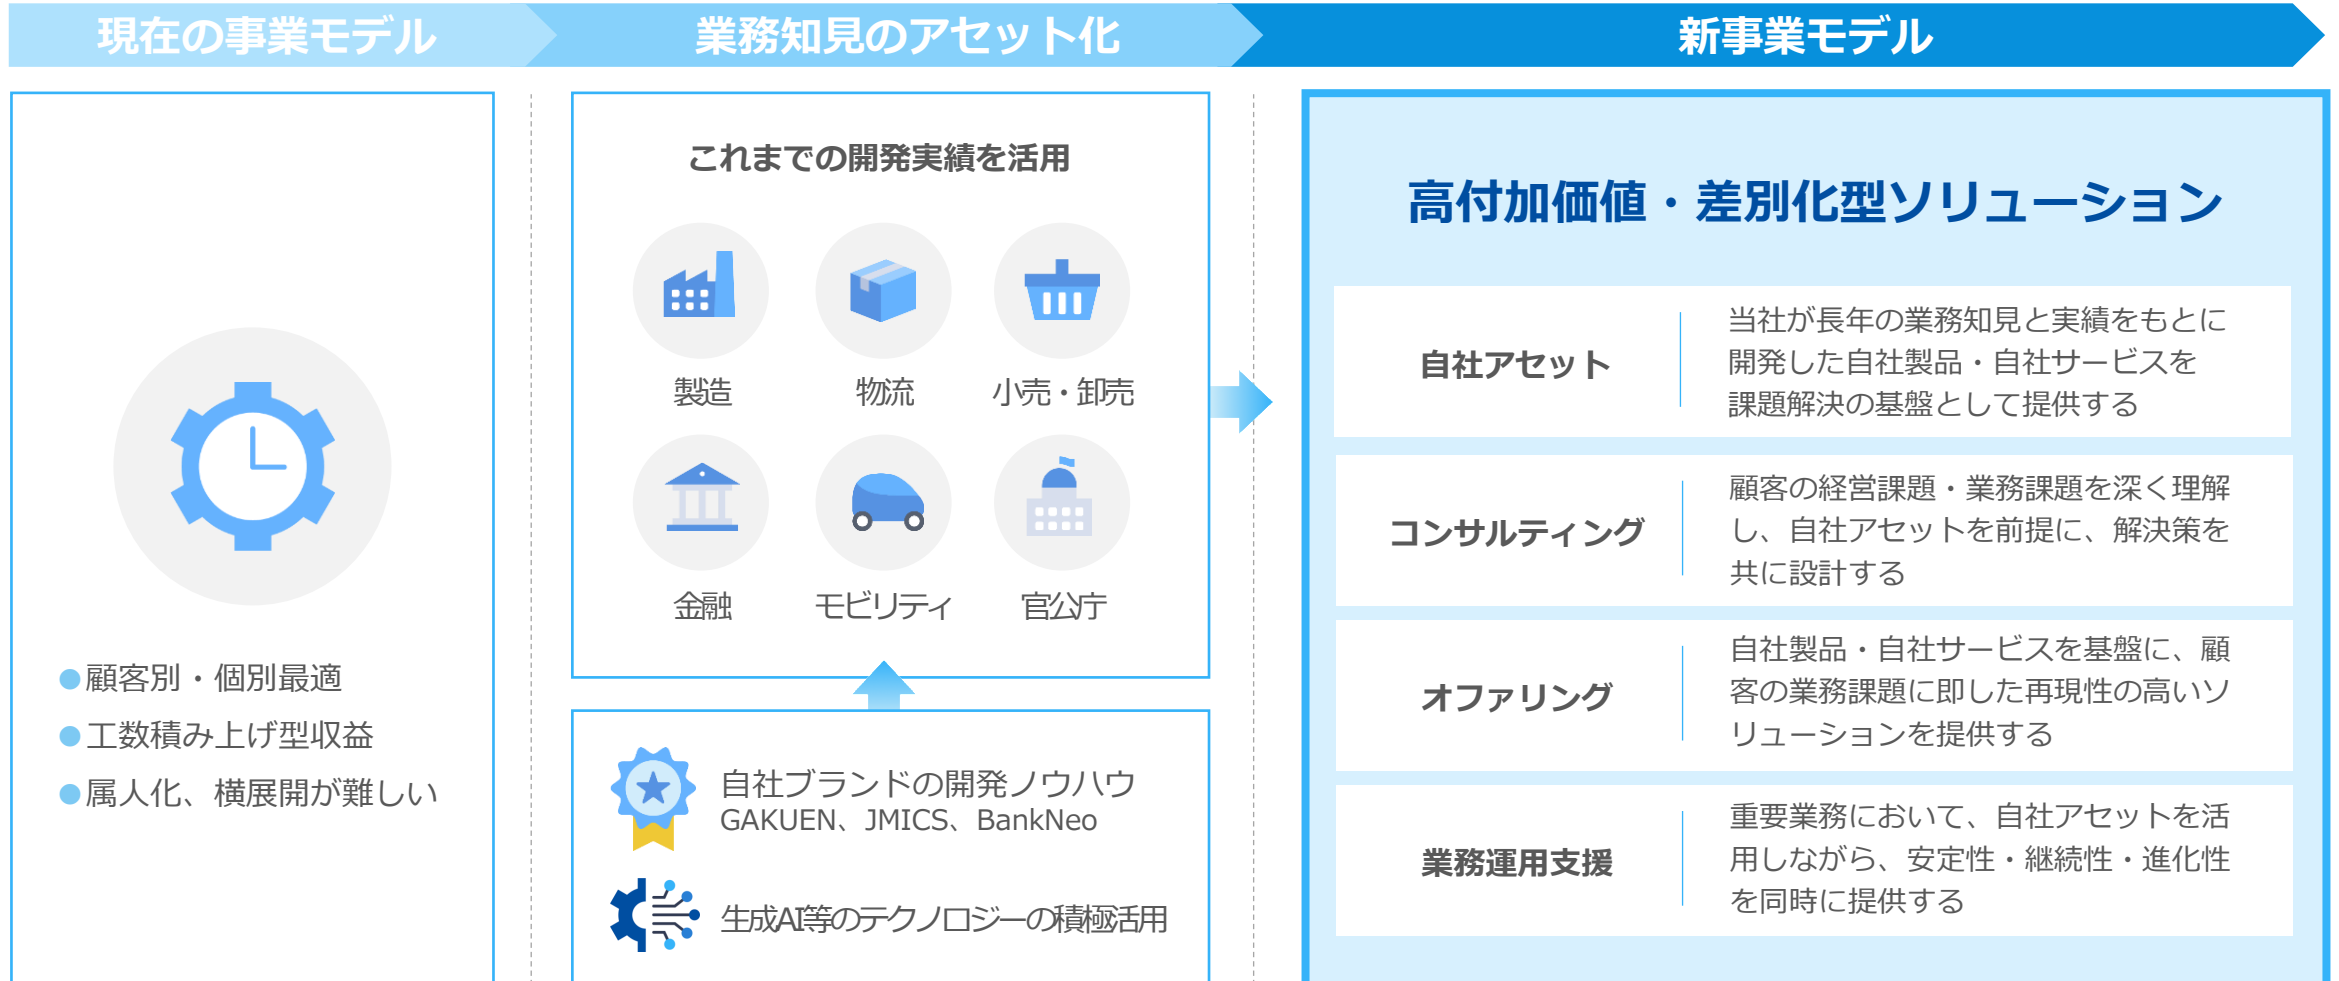 現在の事業モデル
業務知見のアセット化
新事業モデル
●顧客別・個別最適
●工数積み上げ型収益
●属人化、横展開が難しい
これまでの開発実績を活用
製造
物流
小売・卸売
金融
モビリティ
官公庁
自社ブランドの開発ノウハウ
GAKUEN、JMICS、BankNeo
生成AI等のテクノロジーの積極活用
高付加価値・差別化型ソリューション
自社アセット
当社が長年の業務知見と実績をもとに
開発した自社製品・自社サービスを
課題解決の基盤として提供する
コンサルティング
顧客の経営課題・業務課題を深く理解
し、自社アセットを前提に、解決策を
共に設計する
オファリング
自社製品・自社サービスを基盤に、顧
客の業務課題に即した再現性の高いソ
リューションを提供する
業務運用支援
重要業務において、自社アセットを活
用しながら、安定性・継続性・進化性
を同時に提供する